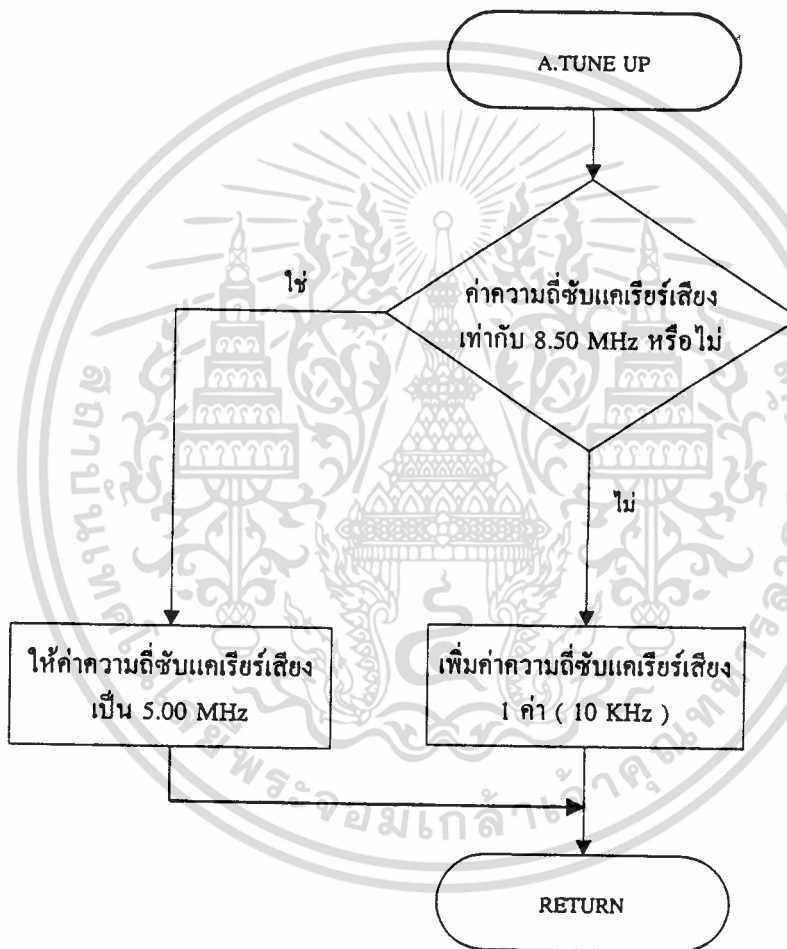 A.TUNE UP
ค่าความถี่ซับแคเรียร์เสียง
เท่ากับ 8.50 MHz หรือไม่
ใช่
ไม่
ให้ค่าความถี่ซับแคเรียร์เสียง
เป็น 5.00 MHz
เพิ่มค่าความถี่ซับแคเรียร์เสียง
1 ค่า ( 10 KHz )
RETURN